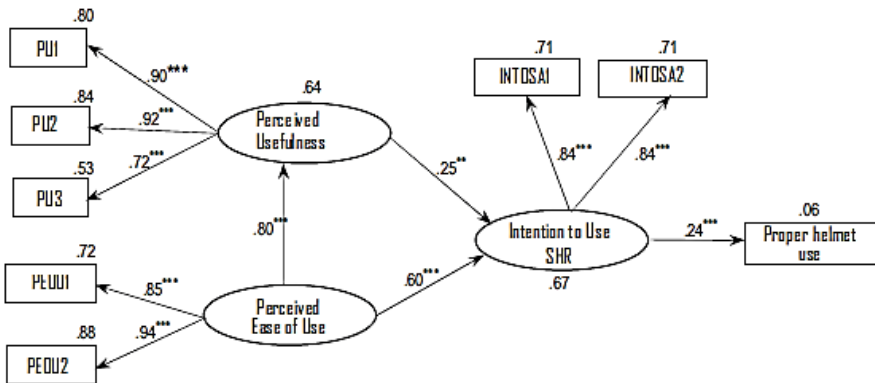 .80
PU1
.90***
.84
PU2
.92***
.53
PU3
.72***
.64
Perceived
Usefulness
.71
INTOSA1
.71
INTOSA2
.84***
.84***
.25**
.80***
.60***
Intention to Use
SHR
.67
.24***
.06
Proper helmet
use
.72
PEOU1
.85***
.88
PEOU2
.94***
Perceived
Ease of Use